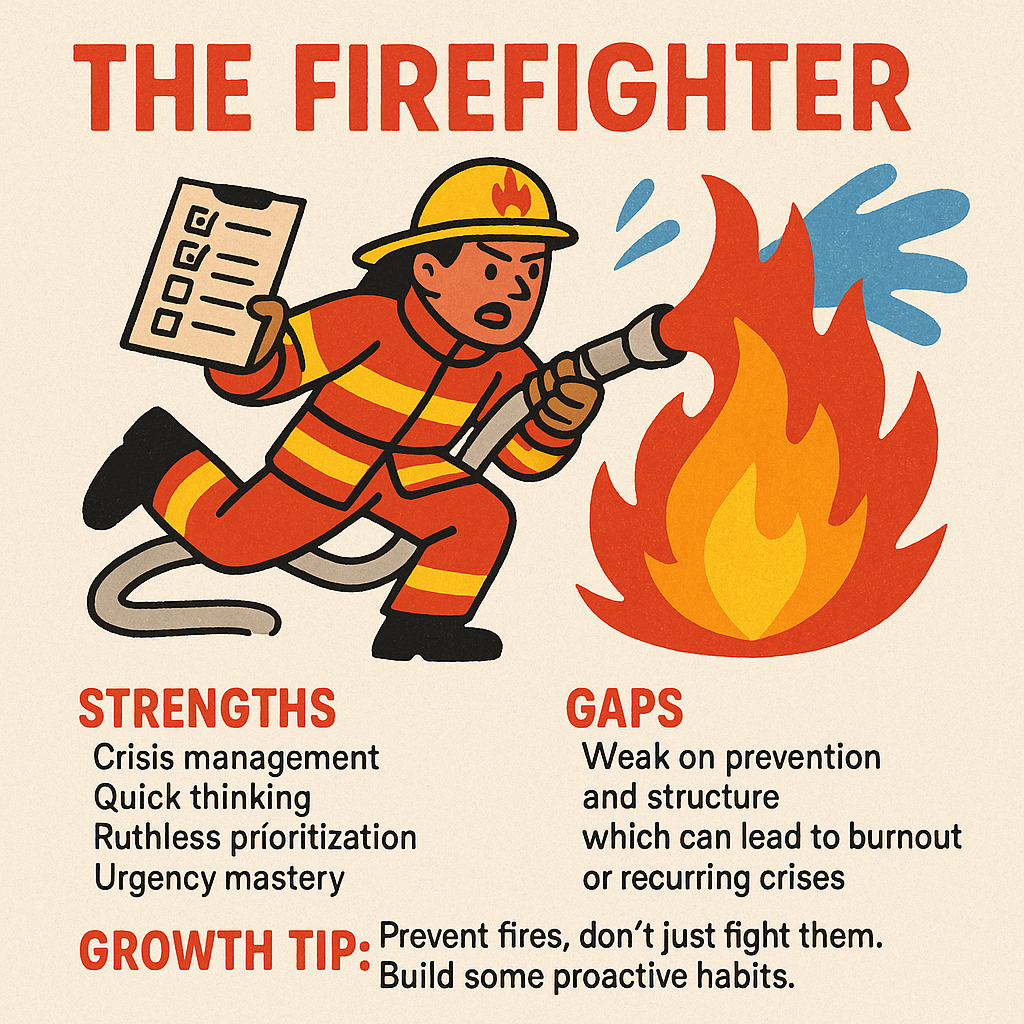 THE FIREFIGHTER
STRENGTHS
Crisis management
Quick thinking
Ruthless príoritization
Urgency mastery
GAPS
Weak on prevention
and structure
which can lead to burnout
or recurring crises
GROWTH TIP:
Prevent fires, don’t just fight them.
Build some proactive habits.